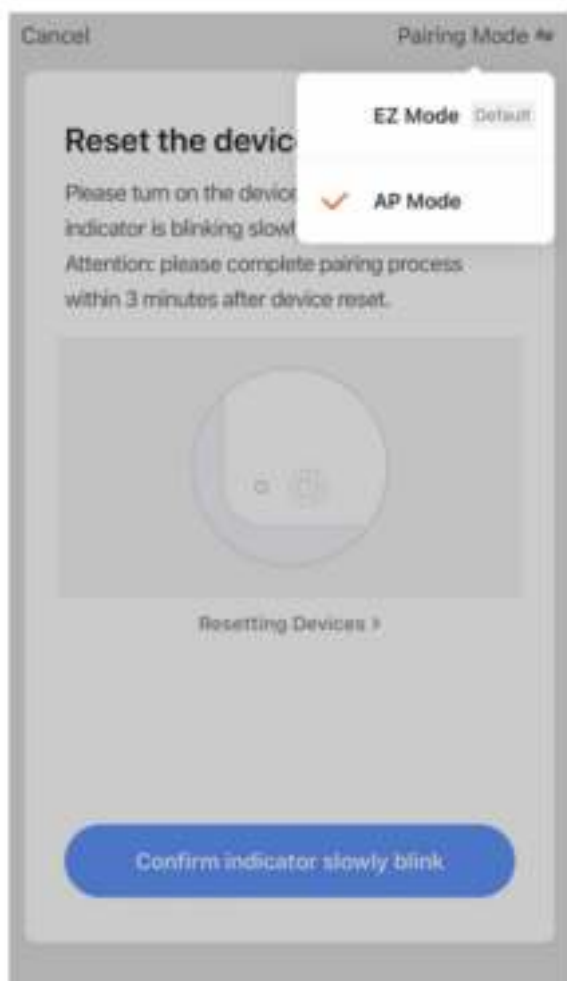 Cancel
Pairing Mode
EZ Mode Default
AP Mode
Reset the devic
Please turn on the device
indicator is blinking slowl
Attention: please complete pairing process
within 3 minutes after device reset.
Resetting Devices >
Confirm indicator slowly blink